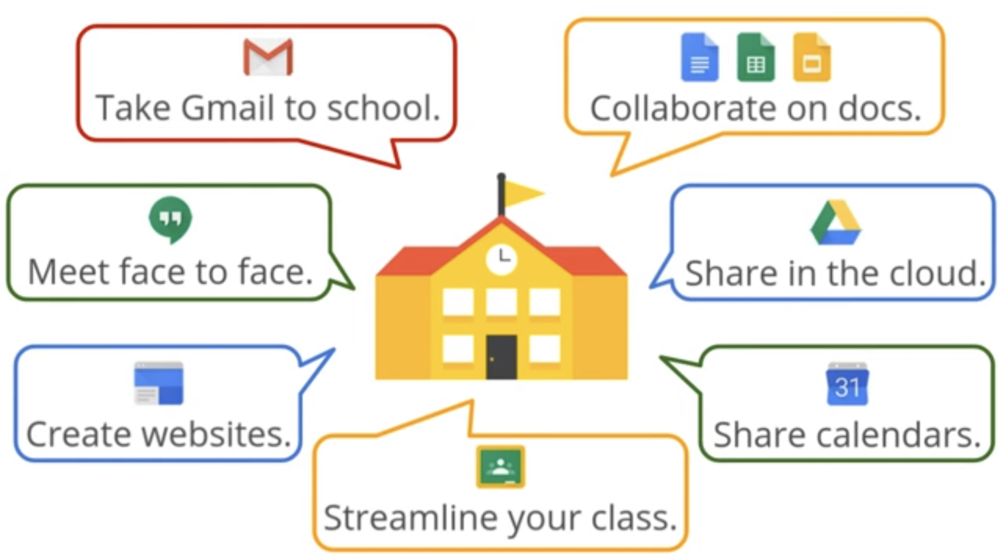 Take Gmail to school.
Collaborate on docs.
Meet face to face.
Share in the cloud.
Create websites.
31
Share calendars.
Streamline your class.